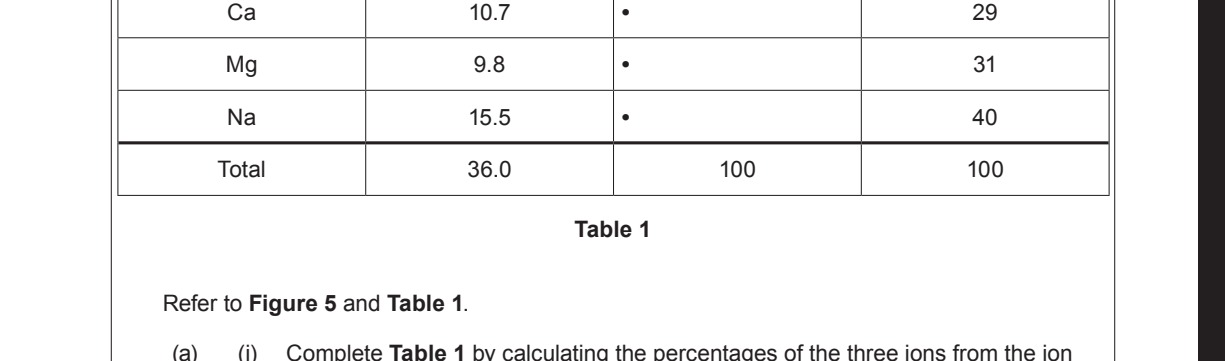 Ca 10.7 • 29
Mg 9.8 • 31
Na 15.5 • 40
Total 36.0 100 100
Table 1
Refer to Figure 5 and Table 1.
(a) (i) Complete Table 1 by calculating the percentages of the three ions from the ion